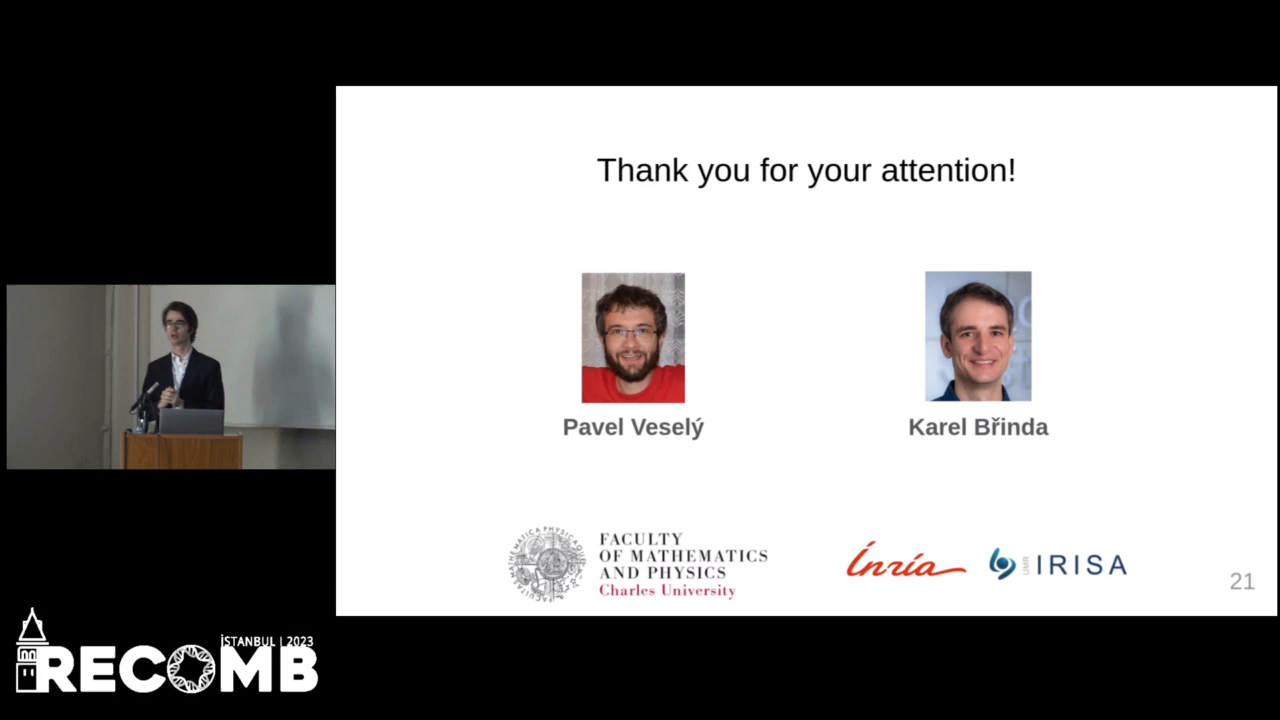 Thank you for your attention!
Pavel Veselý
Karel Břinda
FACULTY
OF MATHEMATICS
AND PHYSICS
Charles University
Inria
UMR
IRISA
21
İSTANBUL | 2023
RECOMB